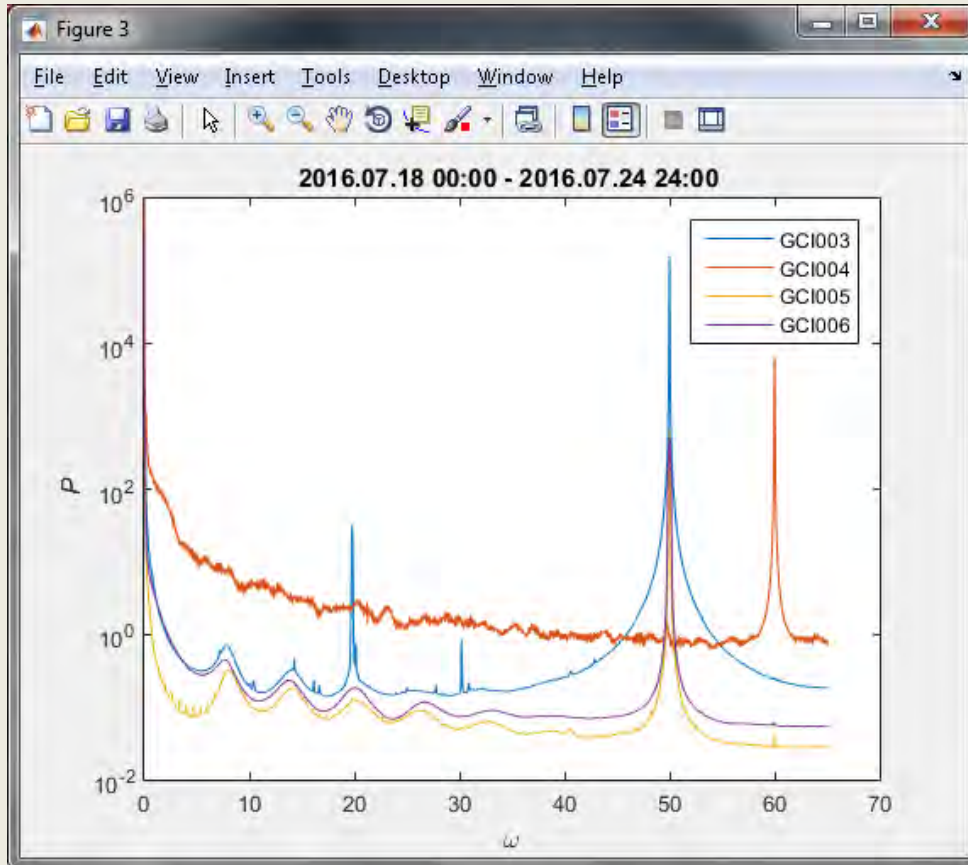 Figure 3
File Edit View Insert Tools Desktop Window Help
2016.07.18 00:00 - 2016.07.24 24:00
10^6
10^4
10^2
10^0
10^-2
P
GCI003
GCI004
GCI005
GCI006
0 10 20 30 40 50 60 70
ω